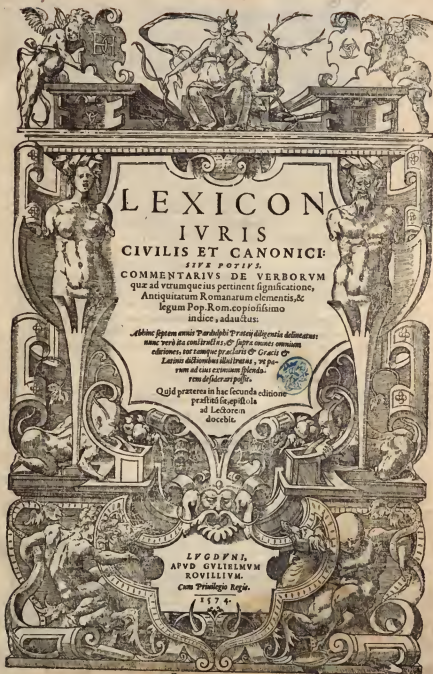 LEXICON
IVRIS
CIVILIS ET CANONICI:
SIVE POTIVS,
COMMENTARIVS DE VERBORVM
quæ ad vtrumque ius pertinent significatione,
Antiquitatum Romanarum elementis, &
legum Pop. Rom. copiosissimo
indice, adauctus:
Abhinc septem annis Pardulphi Prateij diligentia delineatus:
nunc verò ita constructus, & supra omnes omnium
editiones, tot tamque præclaris & Græcis &
Latinis dictionibus illustratus, vt pa-
rum ad eius eximium splendo-
rem desiderari possit.
Quid præterea in hac secunda editione
præstitū sit, epistola
ad Lectorem
docebit.
LVGDVNI,
APVD GVLIELMVM
ROVILLIVM.
Cum Priuilegio Regis.
1574.